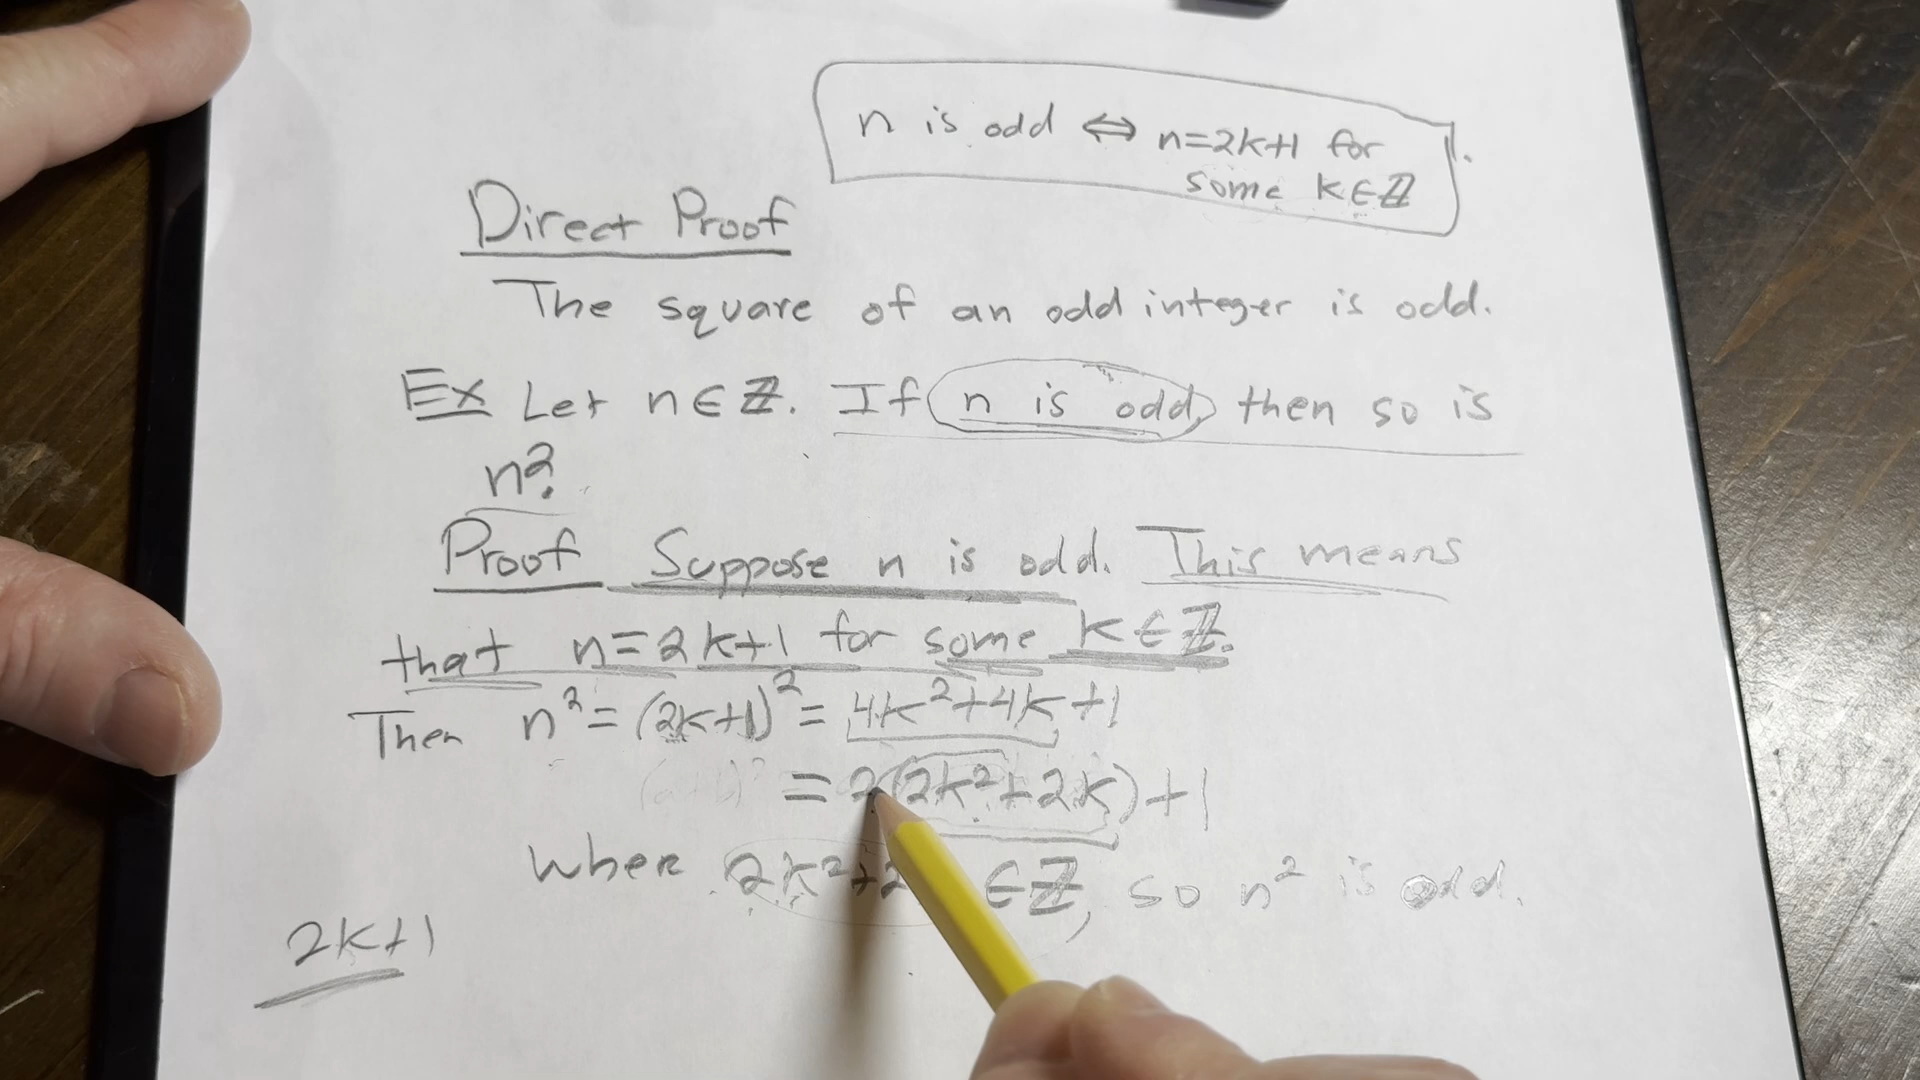 n is odd ⇔ n=2k+1 for
some k∈ℤ
Direct Proof
The square of an odd integer is odd.
Ex Let n∈ℤ. If n is odd, then so is
n².
Proof Suppose n is odd. This means
that n=2k+1 for some k∈ℤ.
Then n²=(2k+1)²=4k²+4k+1
=2(2k²+2k)+1
where 2k²+2 ∈ℤ, so n² is odd.
2k+1